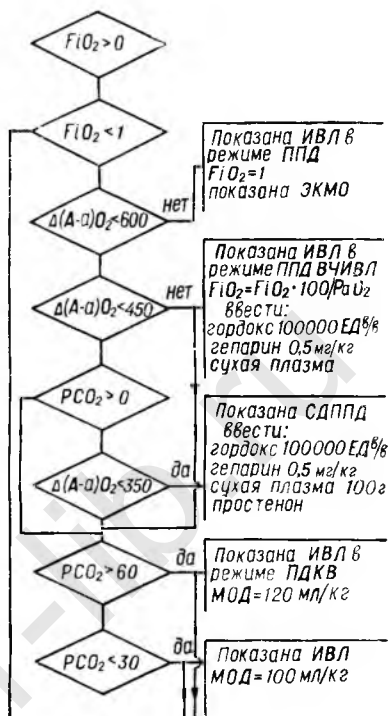 FiO₂>0
FiO₂<1
Показана ИВЛ в
режиме ППД
FiO₂=1
показана ЭКМО
нет
Δ(A-a)O₂<600
Показана ИВЛ в
режиме ППД ВЧИВЛ
FiO₂=FiO₂·100/PaO₂
ввести:
гордокс 100000 ЕД в/в
гепарин 0,5 мг/кг
сухая плазма
нет
Δ(A-a)O₂<450
PCO₂>0
Показана СДППД
ввести:
гордокс 100000 ЕД в/в
гепарин 0,5 мг/кг
сухая плазма 100г
простенон
да
Δ(A-a)O₂<350
да
PCO₂>60
Показана ИВЛ в
режиме ПДКВ
МОД=120 мл/кг
да
PCO₂<30
Показана ИВЛ
МОД=100 мл/кг